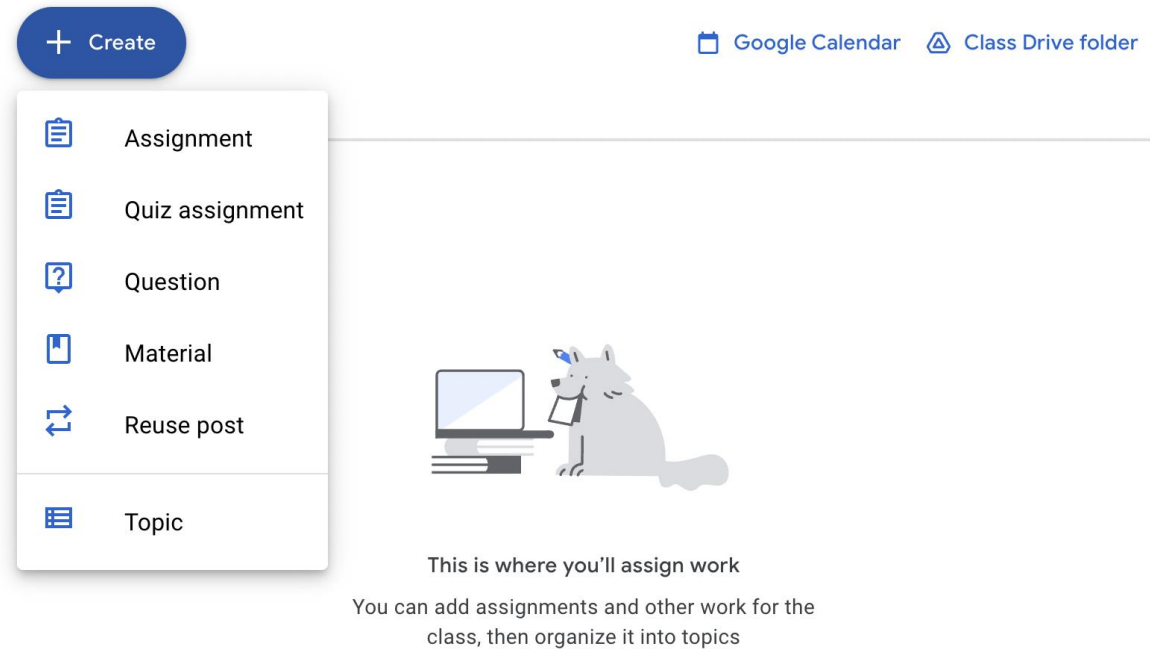 Create
Google Calendar
Class Drive folder
Assignment
Quiz assignment
Question
Material
Reuse post
Topic
This is where you’ll assign work
You can add assignments and other work for the
class, then organize it into topics